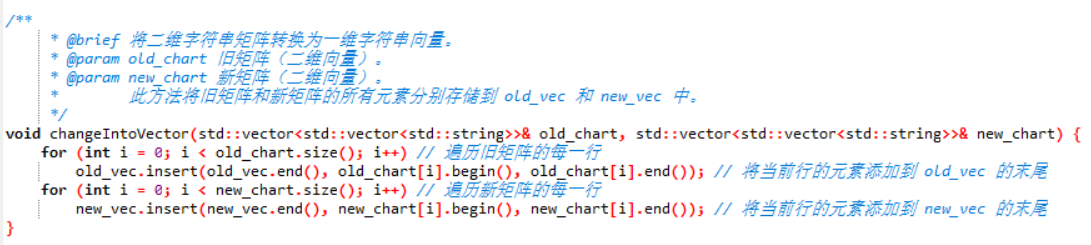 /**
* @brief 将二维字符串矩阵转换为一维字符串向量。
* @param old_chart 旧矩阵（二维向量）。
* @param new_chart 新矩阵（二维向量）。
*        此方法将旧矩阵和新矩阵的所有元素分别存储到 old_vec 和 new_vec 中。
*/
void changeIntoVector(std::vector<std::vector<std::string>>& old_chart, std::vector<std::vector<std::string>>& new_chart) {
for (int i = 0; i < old_chart.size(); i++) // 遍历旧矩阵的每一行
old_vec.insert(old_vec.end(), old_chart[i].begin(), old_chart[i].end()); // 将当前行的元素添加到 old_vec 的末尾
for (int i = 0; i < new_chart.size(); i++) // 遍历新矩阵的每一行
new_vec.insert(new_vec.end(), new_chart[i].begin(), new_chart[i].end()); // 将当前行的元素添加到 new_vec 的末尾
}